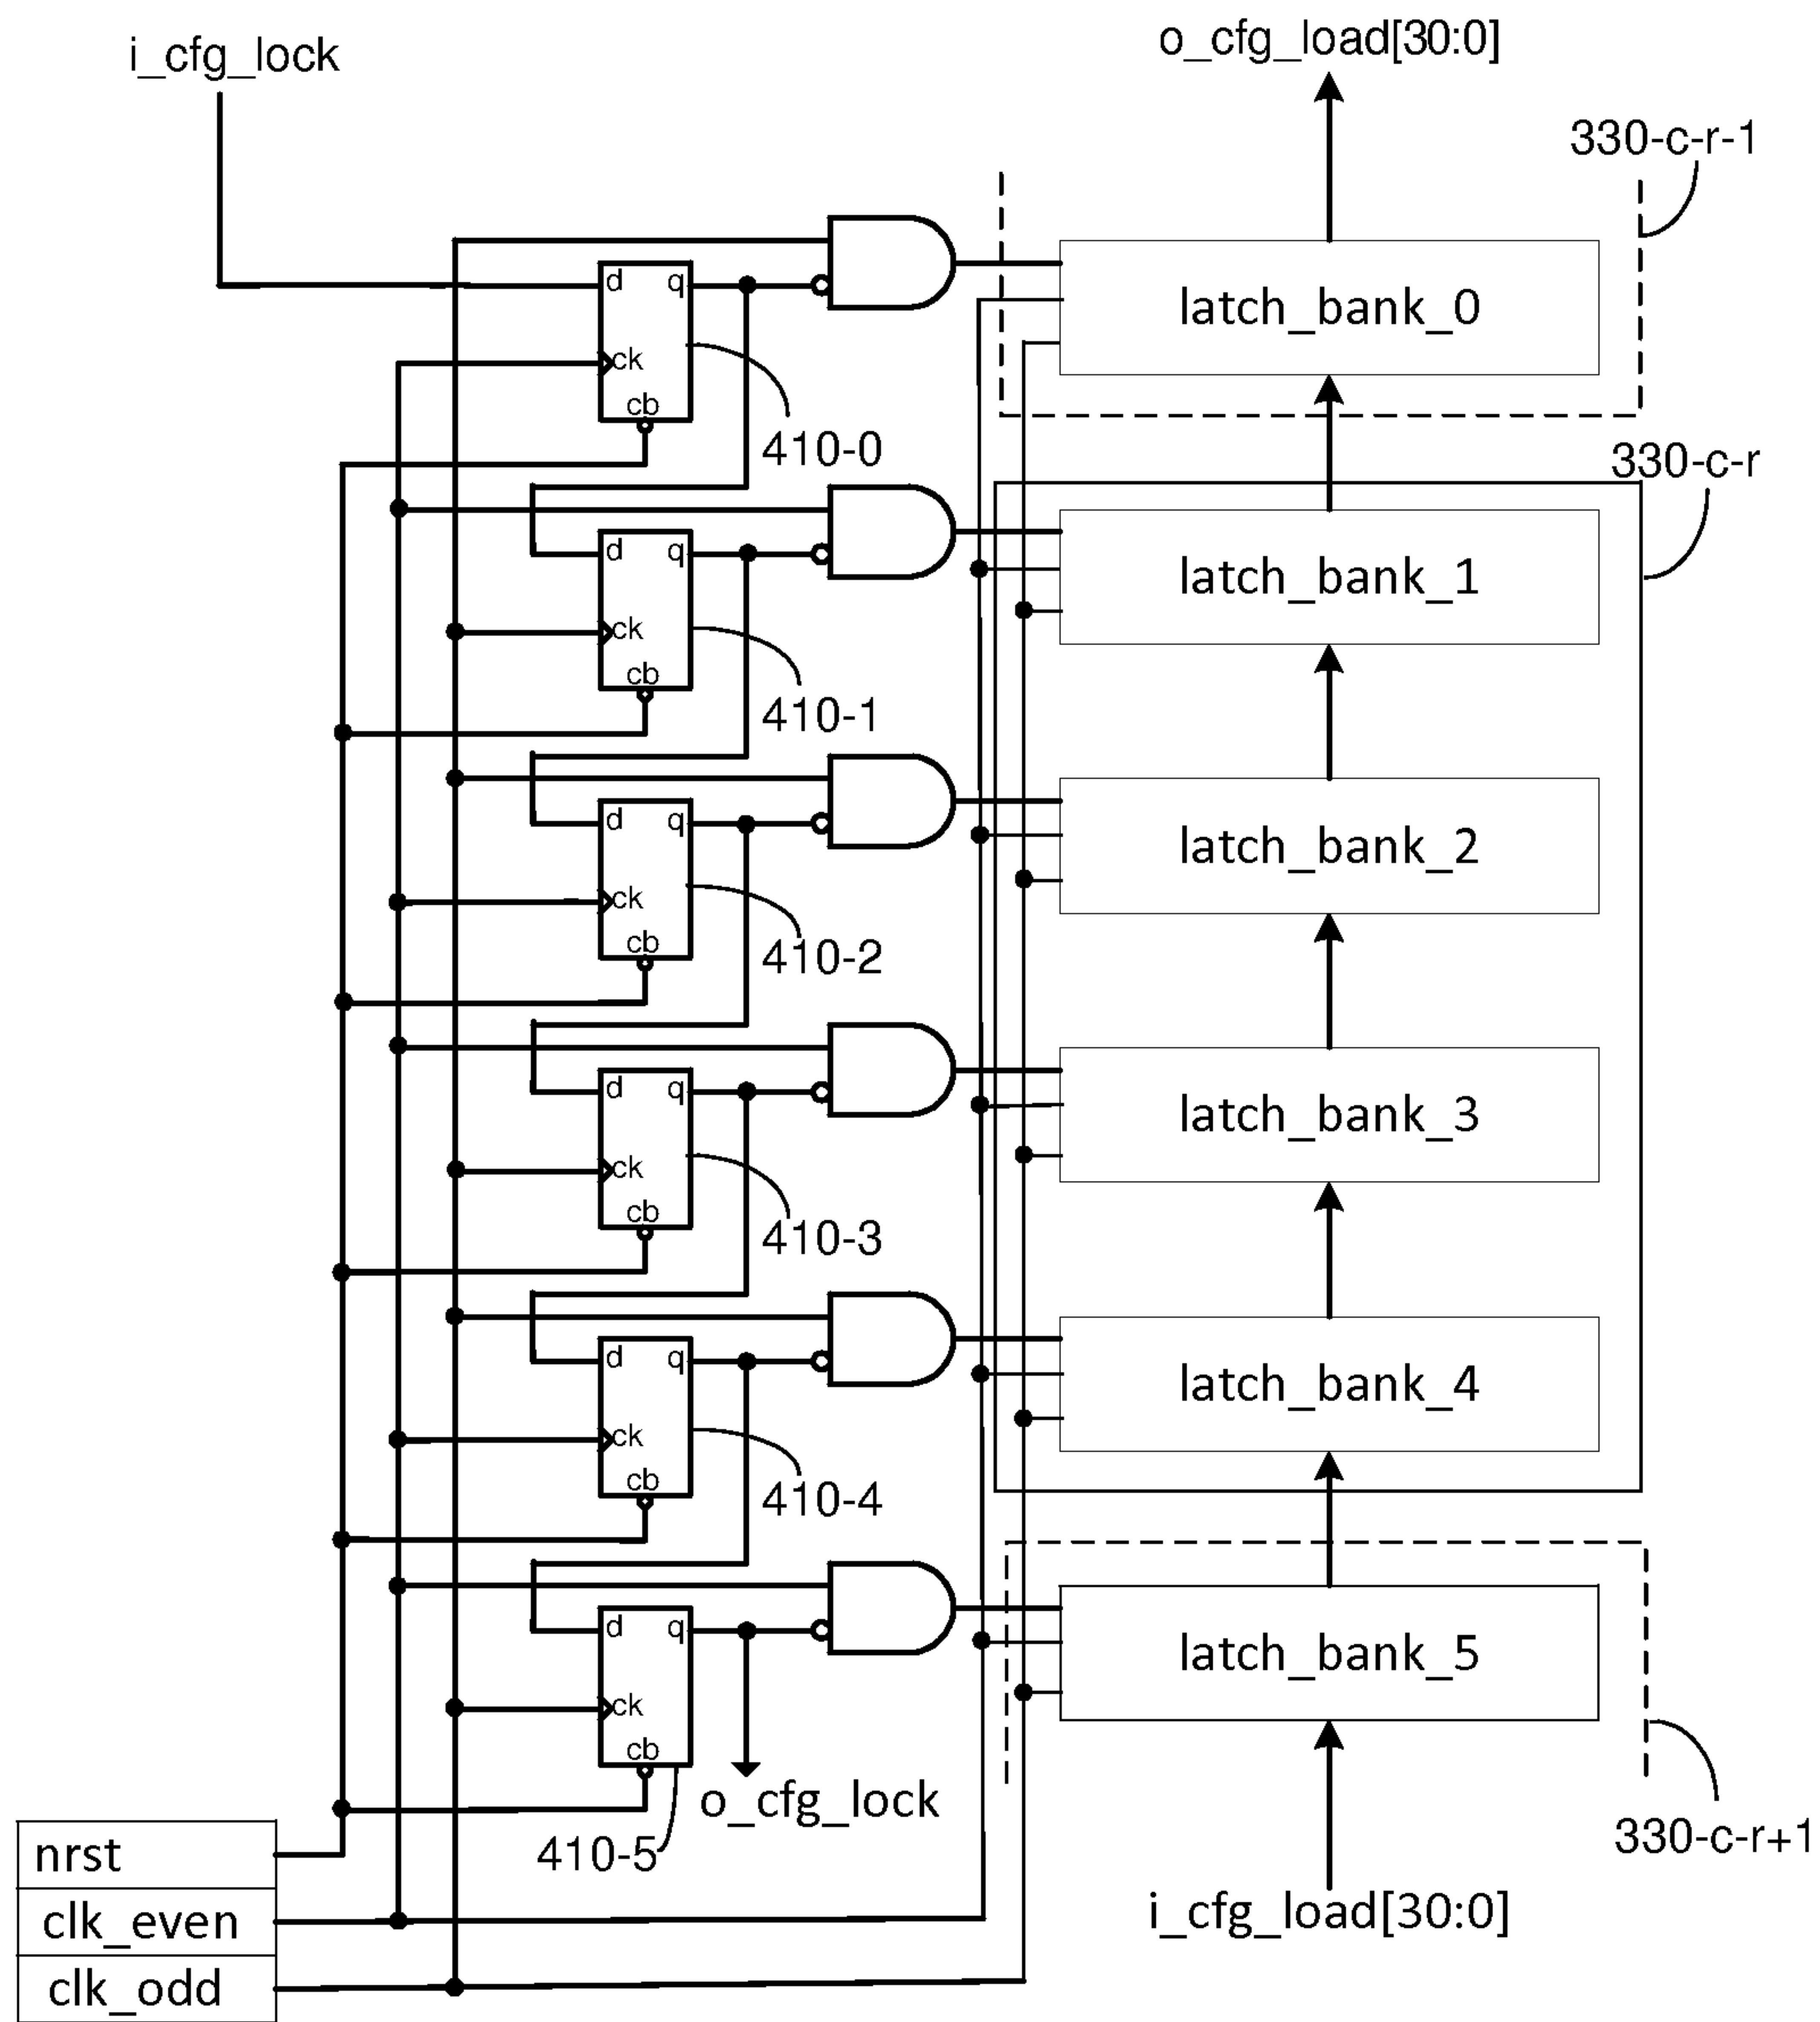 i_cfg_lock
o_cfg_load[30:0]
330-c-r-1
d q
ck
cb
410-0
latch_bank_0
330-c-r
d q
ck
cb
410-1
latch_bank_1
d q
ck
cb
410-2
latch_bank_2
d q
ck
cb
410-3
latch_bank_3
d q
ck
cb
410-4
latch_bank_4
d q
ck
cb
410-5
o_cfg_lock
latch_bank_5
330-c-r+1
i_cfg_load[30:0]
nrst
clk_even
clk_odd